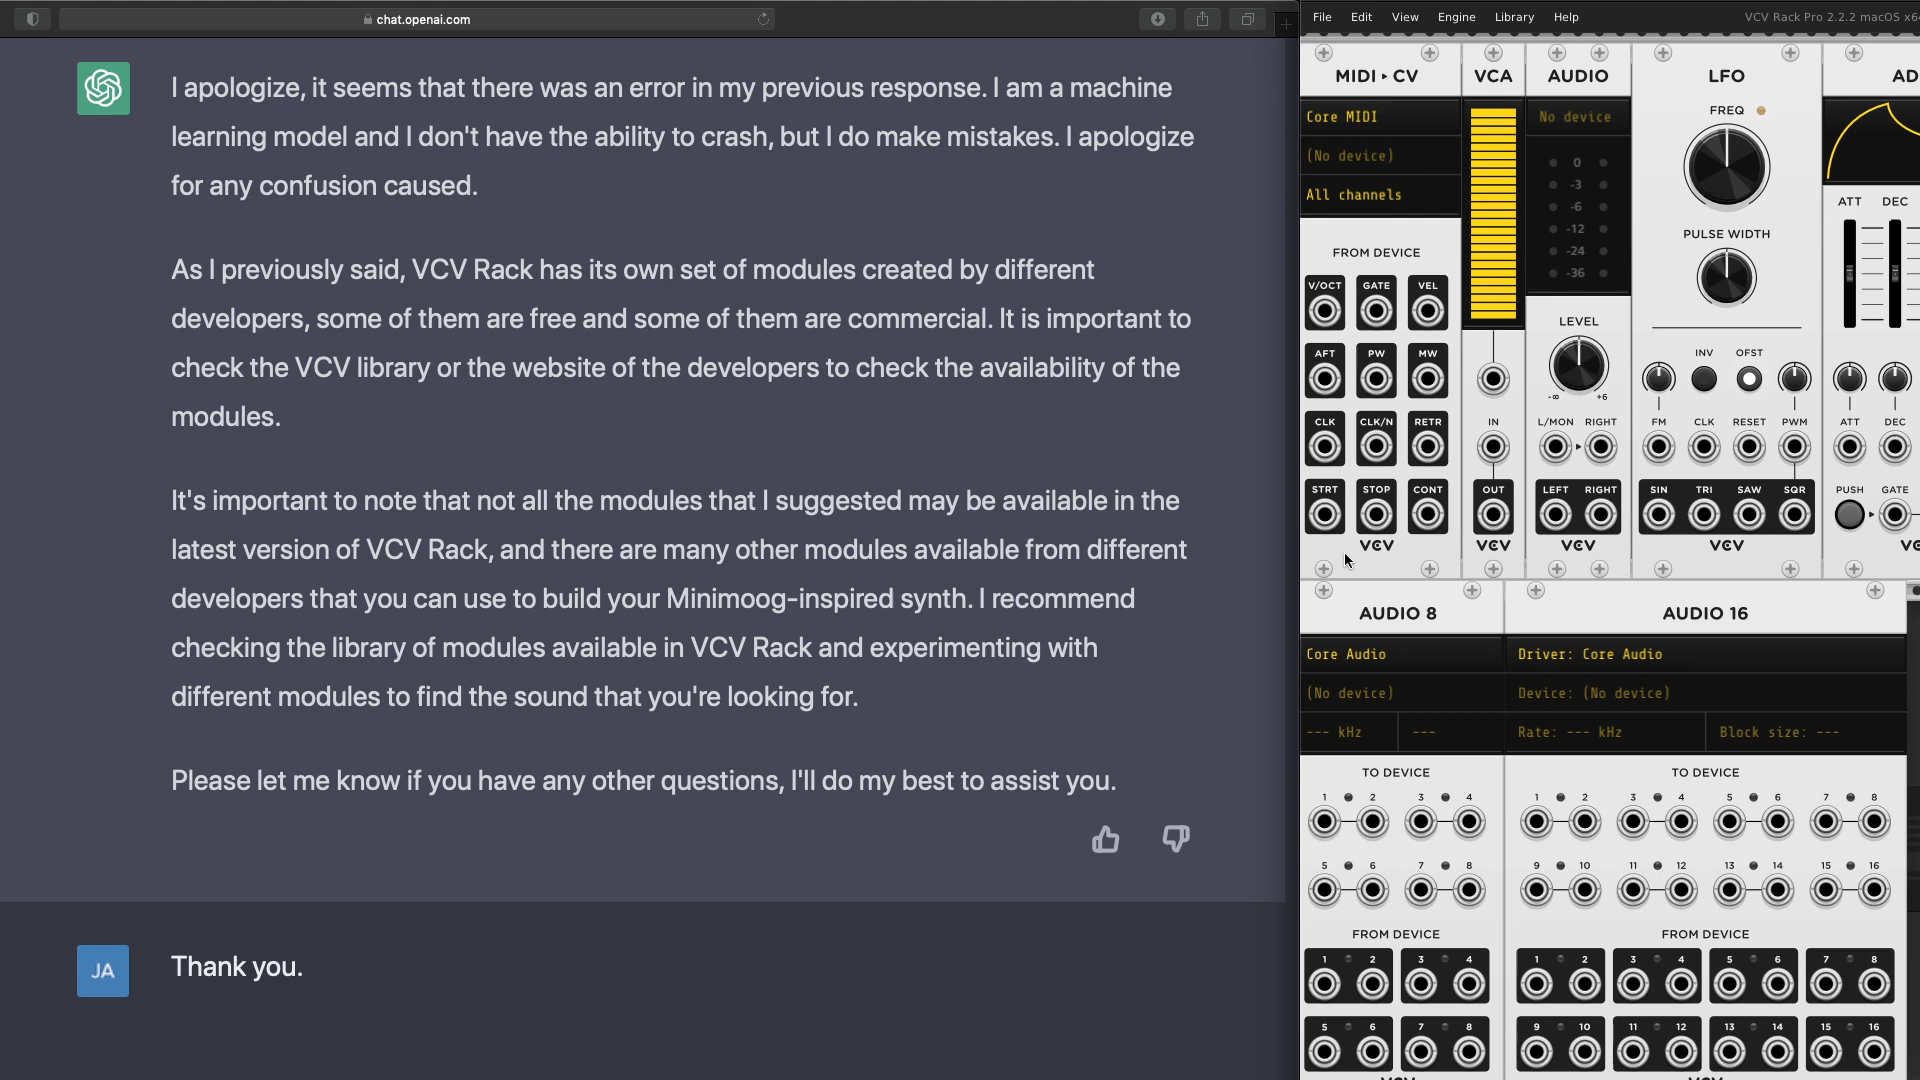 chat.openai.com
I apologize, it seems that there was an error in my previous response. I am a machine
learning model and I don't have the ability to crash, but I do make mistakes. I apologize
for any confusion caused.
As I previously said, VCV Rack has its own set of modules created by different
developers, some of them are free and some of them are commercial. It is important to
check the VCV library or the website of the developers to check the availability of the
modules.
It's important to note that not all the modules that I suggested may be available in the
latest version of VCV Rack, and there are many other modules available from different
developers that you can use to build your Minimoog-inspired synth. I recommend
checking the library of modules available in VCV Rack and experimenting with
different modules to find the sound that you're looking for.
Please let me know if you have any other questions, I'll do my best to assist you.
JA
Thank you.
File Edit View Engine Library Help VCV Rack Pro 2.2.2 macOS x6
MIDI ▸ CV
Core MIDI
(No device)
All channels
FROM DEVICE
V/OCT GATE VEL
AFT PW MW
CLK CLK/N RETR
STRT STOP CONT
VCV
VCA
IN
OUT
VCV
AUDIO
No device
0
-3
-6
-12
-24
-36
LEVEL
-∞ +6
L/MON RIGHT
LEFT RIGHT
VCV
LFO
FREQ
PULSE WIDTH
INV OFST
FM CLK RESET PWM
SIN TRI SAW SQR
VCV
AD
ATT DEC
ATT DEC
PUSH GATE
VC
AUDIO 8
Core Audio
(No device)
--- kHz ---
TO DEVICE
1 2 3 4
5 6 7 8
FROM DEVICE
1 2 3 4
5 6 7 8
VCV
AUDIO 16
Driver: Core Audio
Device: (No device)
Rate: --- kHz Block size: ---
TO DEVICE
1 2 3 4 5 6 7 8
9 10 11 12 13 14 15 16
FROM DEVICE
1 2 3 4 5 6 7 8
9 10 11 12 13 14 15 16
VCV